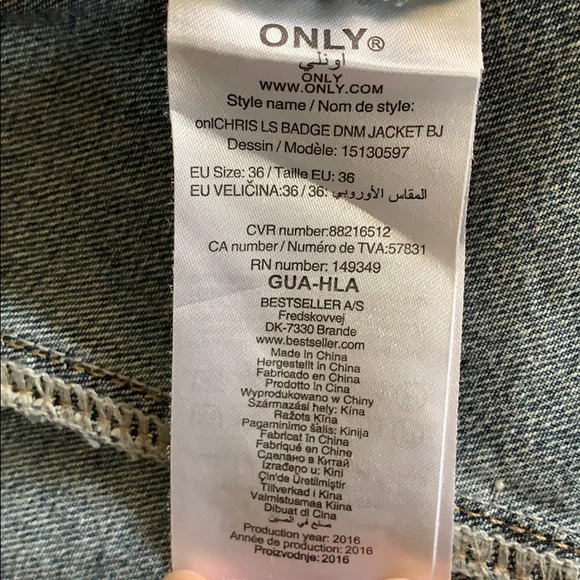 ONLY®
اونلي
ONLY
WWW.ONLY.COM
Style name / Nom de style:
onlCHRIS LS BADGE DNM JACKET BJ
Dessin / Modèle: 15130597
EU Size: 36 / Taille EU: 36
EU VELIČINA:36 / 36: المقاس الأوروبي
CVR number:88216512
CA number / Numéro de TVA:57831
RN number: 149349
GUA-HLA
BESTSELLER A/S
Fredskovvej
DK-7330 Brande
www.bestseller.com
Made in China
Hergestellt in China
Fabricado en China
Prodotto in Cina
Wyprodukowano w Chiny
Származási hely: Kína
Ražots Ķīna
Pagaminimo šalis: Kinija
Fabricat în China
Fabriqué en Chine
Сделано в Китай
Izrađeno u: Kini
Çin'de Üretilmiştir
Tillverkad i Kina
Valmistusmaa Kiina
Dibuat di Cina
صنع في الصين
Production year: 2016
Année de production: 2016
Proizvodnje: 2016